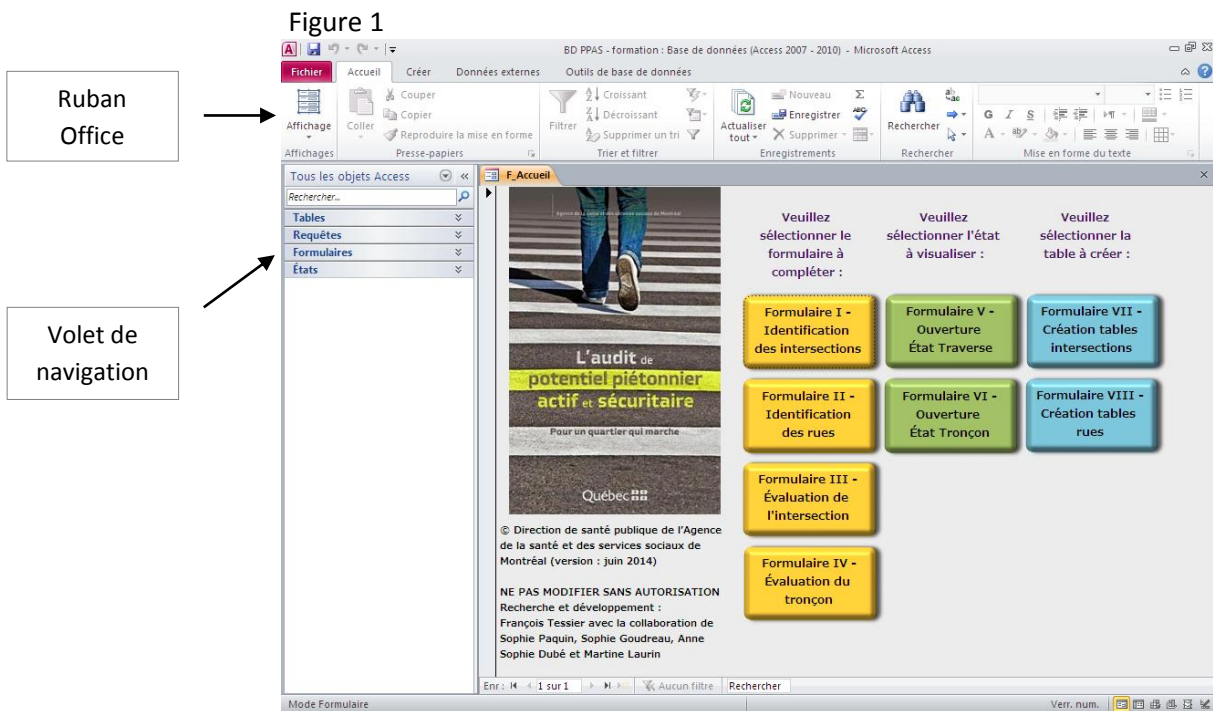 Figure 1
BD PPAS - formation : Base de données (Access 2007 - 2010) - Microsoft Access
Fichier Accueil Créer Données externes Outils de base de données
Ruban
Office
Affichage
Affichages
Coller
Couper
Copier
Reproduire la mise en forme
Presse-papiers
Filtrer
Croissant
Décroissant
Supprimer un tri
Trier et filtrer
Actualiser
tout
Nouveau
Enregistrer
Supprimer
Enregistrements
Rechercher
Rechercher
G I S
A
Mise en forme du texte
Tous les objets Access
Rechercher...
Tables
Requêtes
Formulaires
États
Volet de
navigation
F_Accueil
Agence de la santé et des services sociaux de Montréal
L'audit de
potentiel piétonnier
actif et sécuritaire
Pour un quartier qui marche
Québec
© Direction de santé publique de l'Agence
de la santé et des services sociaux de
Montréal (version : juin 2014)
NE PAS MODIFIER SANS AUTORISATION
Recherche et développement :
François Tessier avec la collaboration de
Sophie Paquin, Sophie Goudreau, Anne
Sophie Dubé et Martine Laurin
Veuillez
sélectionner le
formulaire à
compléter :
Formulaire I -
Identification
des intersections
Formulaire II -
Identification
des rues
Formulaire III -
Évaluation de
l'intersection
Formulaire IV -
Évaluation du
tronçon
Veuillez
sélectionner l'état
à visualiser :
Formulaire V -
Ouverture
État Traverse
Formulaire VI -
Ouverture
État Tronçon
Veuillez
sélectionner la
table à créer :
Formulaire VII -
Création tables
intersections
Formulaire VIII -
Création tables
rues
Enr : 1 sur 1 Aucun filtre Rechercher
Mode Formulaire Verr. num.